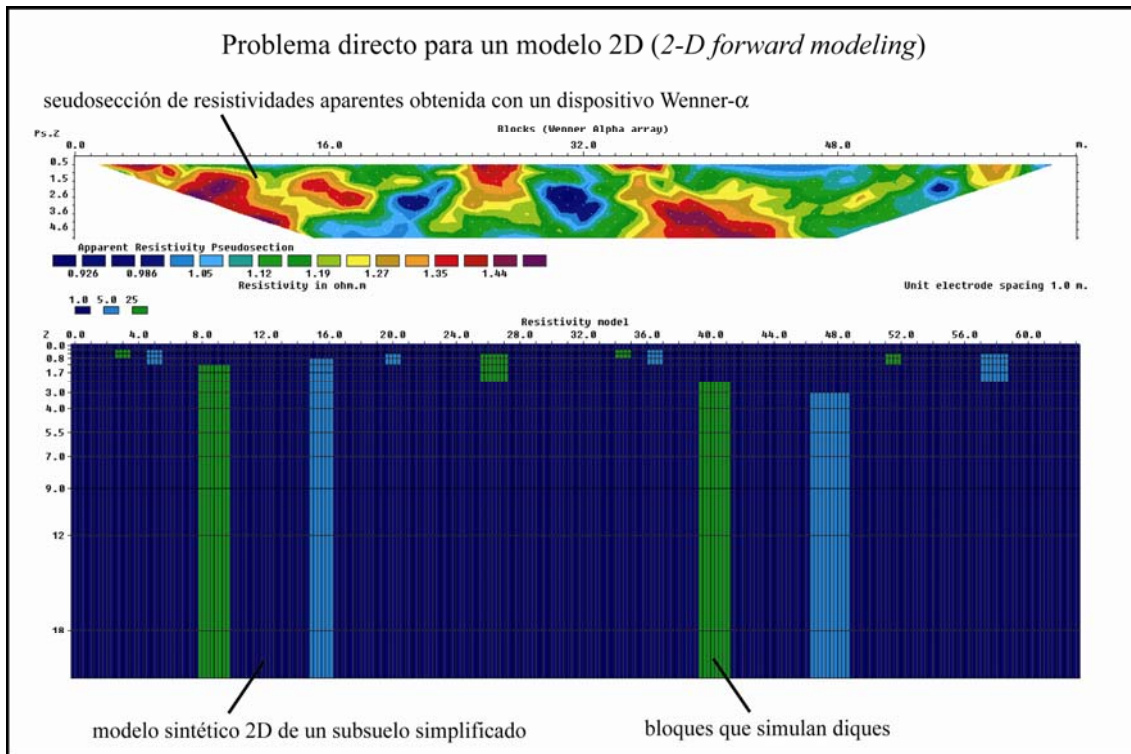 Problema directo para un modelo 2D (2-D forward modeling)
seudosección de resistividades aparentes obtenida con un dispositivo Wenner-α
Ps.Z Blocks (Wenner Alpha array)
0.0 16.0 32.0 48.0 m.
0.5
1.5
2.6
3.6
4.6
Apparent Resistivity Pseudosection
0.926 0.986 1.05 1.12 1.19 1.27 1.35 1.44
Resistivity in ohm.m Unit electrode spacing 1.0 m.
1.0 5.0 25
Resistivity model
Z 0.0 4.0 8.0 12.0 16.0 20.0 24.0 28.0 32.0 36.0 40.0 44.0 48.0 52.0 56.0 60.0
0.0
0.8
1.7
3.0
4.0
5.5
7.0
9.0
12
18
modelo sintético 2D de un subsuelo simplificado
bloques que simulan diques